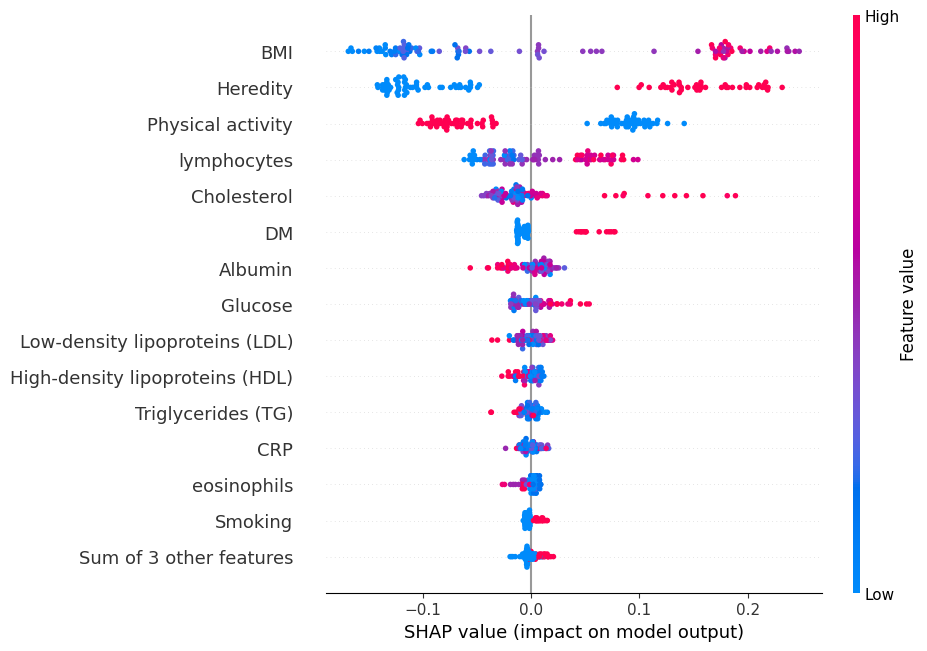 High
BMI
Heredity
Physical activity
lymphocytes
Cholesterol
DM
Albumin
Glucose
Low-density lipoproteins (LDL)
High-density lipoproteins (HDL)
Triglycerides (TG)
CRP
eosinophils
Smoking
Sum of 3 other features
Feature value
Low
−0.1 0.0 0.1 0.2
SHAP value (impact on model output)